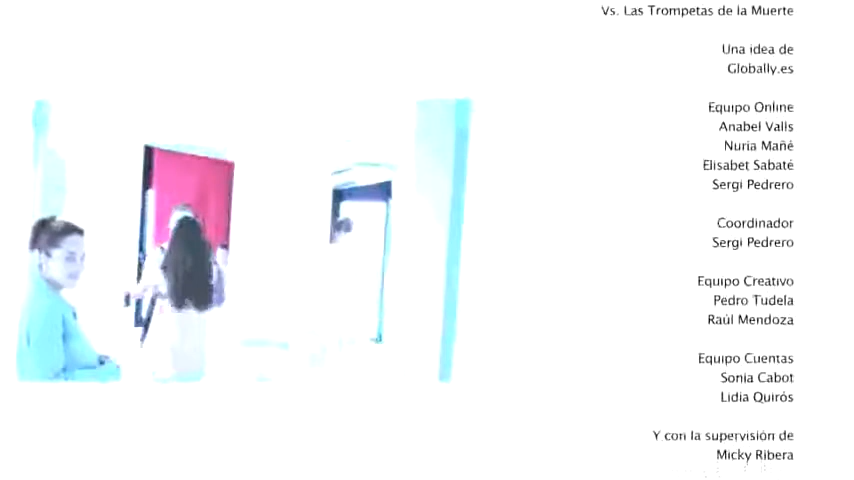 Vs. Las Trompetas de la Muerte
Una idea de
Globally.es
Equipo Online
Anabel Valls
Nuria Mañé
Elisabet Sabaté
Sergi Pedrero
Coordinador
Sergi Pedrero
Equipo Creativo
Pedro Tudela
Raúl Mendoza
Equipo Cuentas
Sonia Cabot
Lidia Quirós
Y con la supervisión de
Micky Ribera